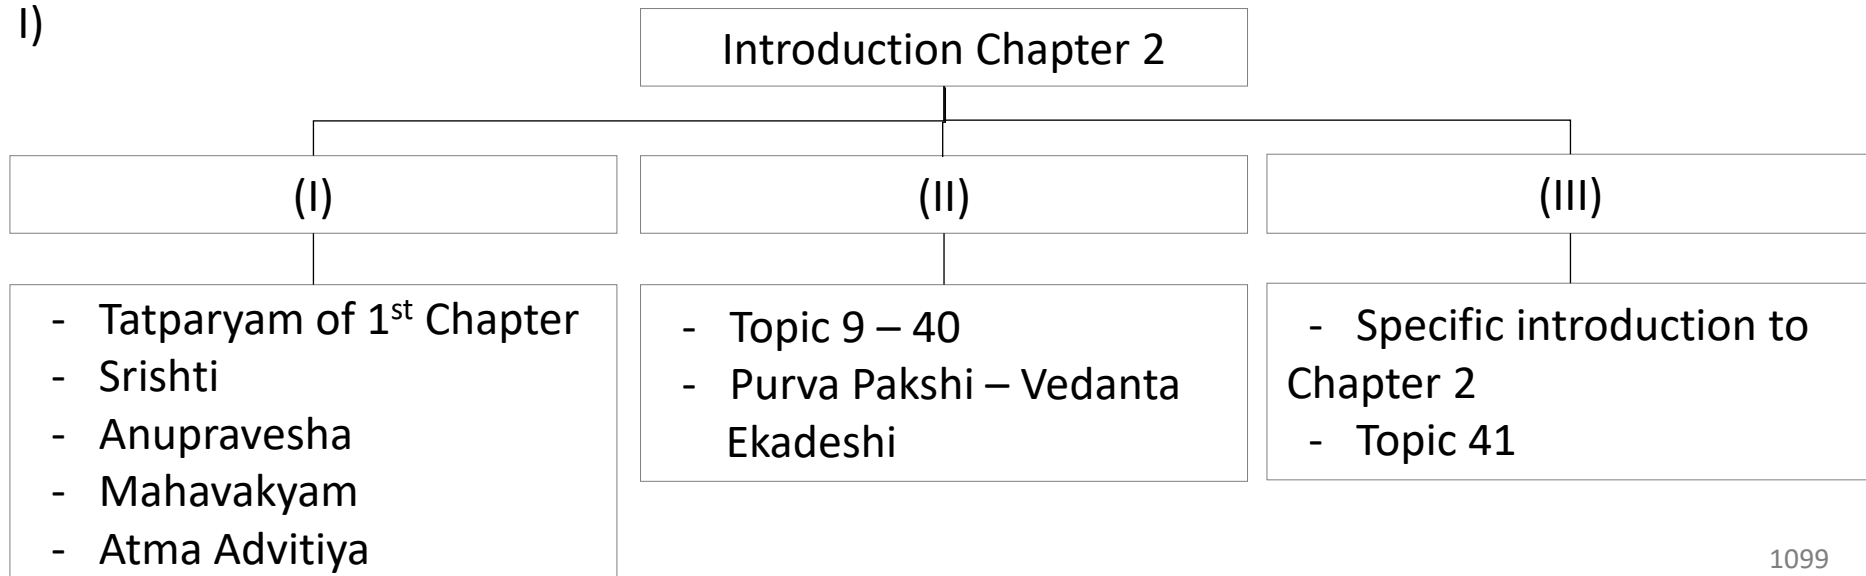 I)
Introduction Chapter 2
(I)
(II)
(III)
- Tatparyam of 1st Chapter
- Srishti
- Anupravesha
- Mahavakyam
- Atma Advitiya
- Topic 9 – 40
- Purva Pakshi – Vedanta
Ekadeshi
- Specific introduction to
Chapter 2
- Topic 41
1099